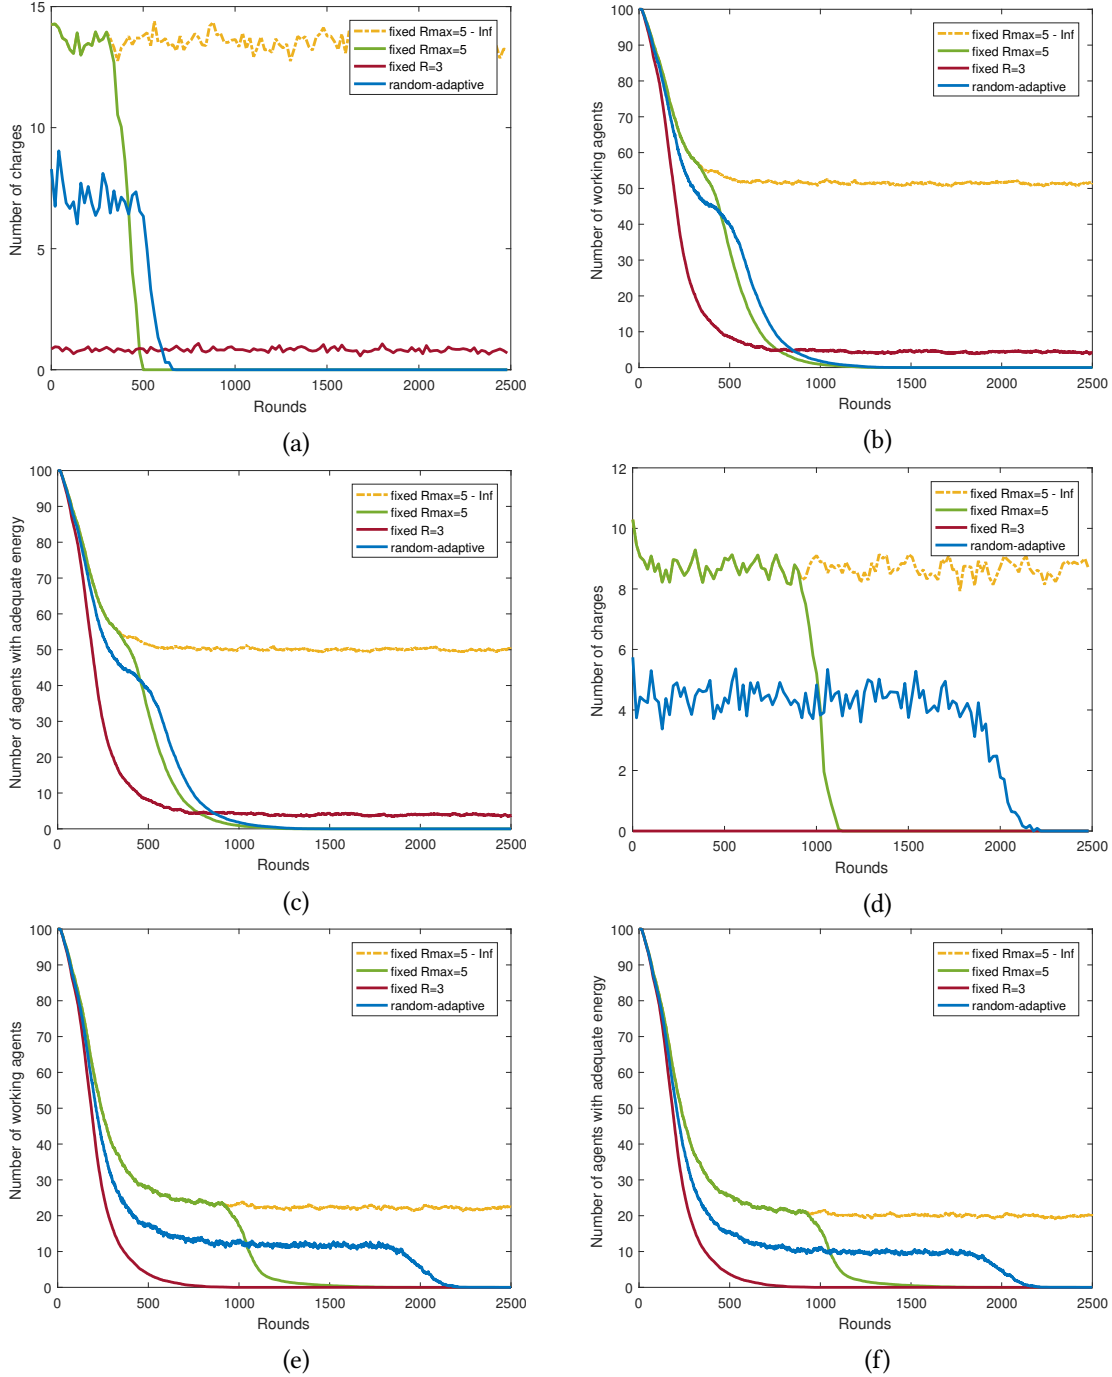 15
10
5
0
Number of charges
0
500
1000
1500
2000
2500
Rounds
fixed Rmax=5 - Inf
fixed Rmax=5
fixed R=3
random-adaptive
(a)
100
90
80
70
60
50
40
30
20
10
0
Number of working agents
0
500
1000
1500
2000
2500
Rounds
fixed Rmax=5 - Inf
fixed Rmax=5
fixed R=3
random-adaptive
(b)
100
90
80
70
60
50
40
30
20
10
0
Number of agents with adequate energy
0
500
1000
1500
2000
2500
Rounds
fixed Rmax=5 - Inf
fixed Rmax=5
fixed R=3
random-adaptive
(c)
12
10
8
6
4
2
0
Number of charges
0
500
1000
1500
2000
2500
Rounds
fixed Rmax=5 - Inf
fixed Rmax=5
fixed R=3
random-adaptive
(d)
100
90
80
70
60
50
40
30
20
10
0
Number of working agents
0
500
1000
1500
2000
2500
Rounds
fixed Rmax=5 - Inf
fixed Rmax=5
fixed R=3
random-adaptive
(e)
100
90
80
70
60
50
40
30
20
10
0
Number of agents with adequate energy
0
500
1000
1500
2000
2500
Rounds
fixed Rmax=5 - Inf
fixed Rmax=5
fixed R=3
random-adaptive
(f)